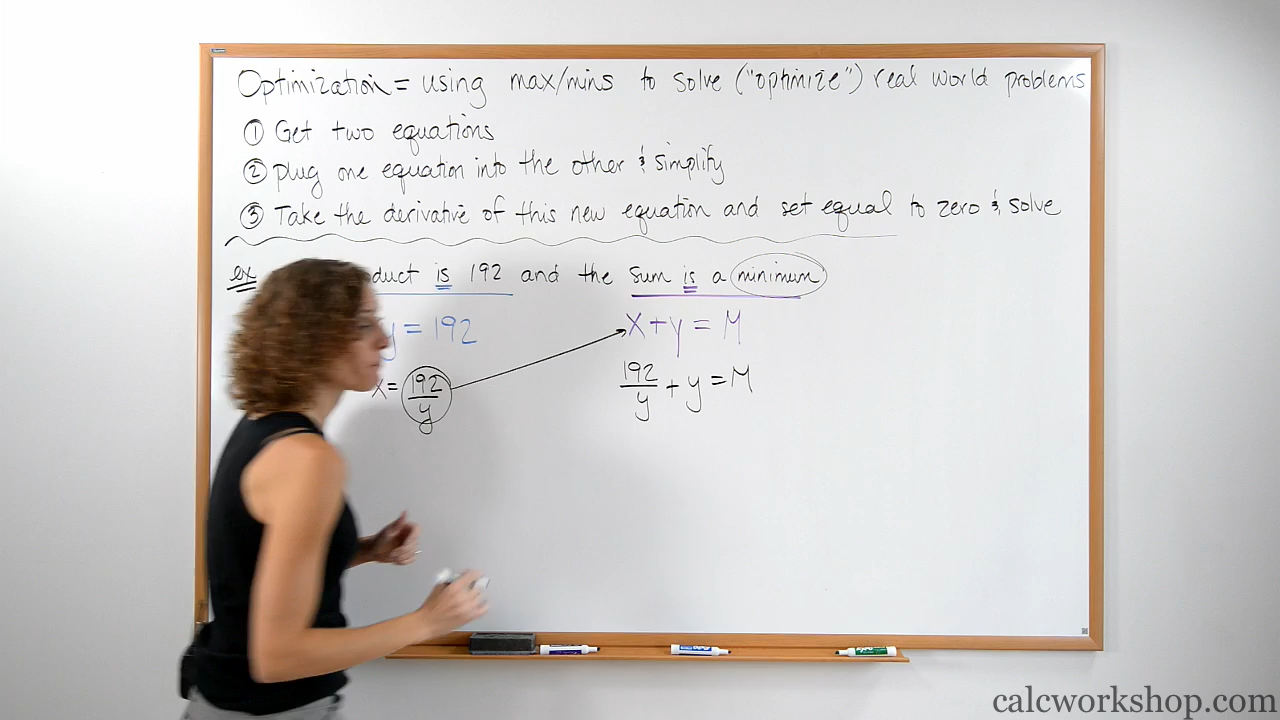 Optimization = using max/mins to solve ("optimize") real world problems
① Get two equations
② plug one equation into the other & simplify
③ Take the derivative of this new equation and set equal to zero & solve
ex duct is 192 and the sum is a minimum
y = 192
x + y = M
x = 192/y
192/y + y = M
calcworkshop.com